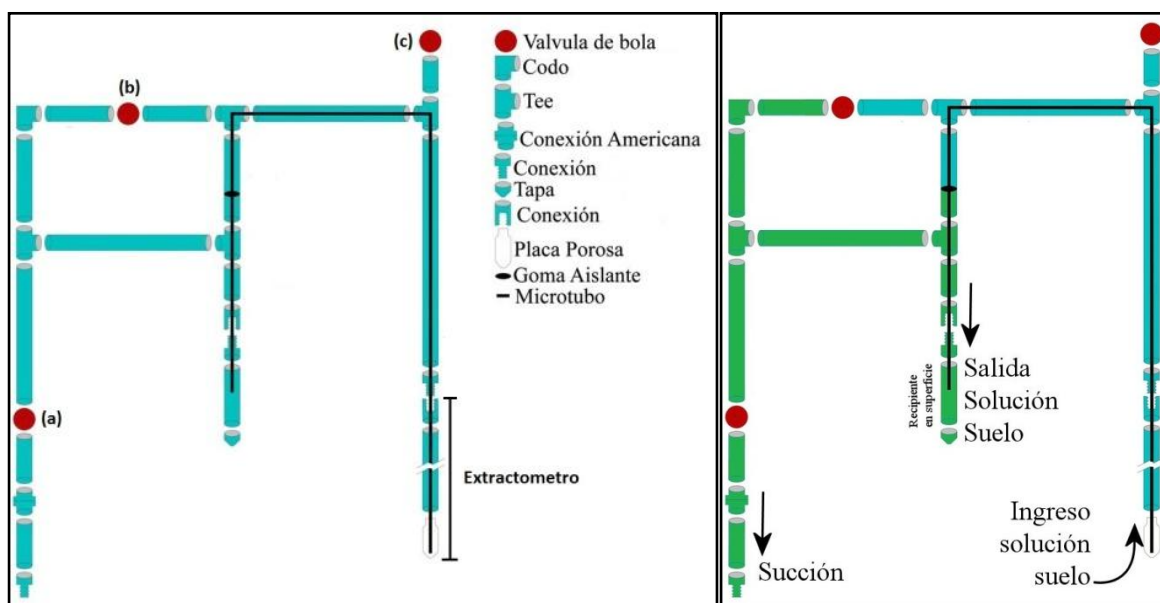 (c)
(b)
(a)
Valvula de bola
Codo
Tee
Conexión Americana
Conexión
Tapa
Conexión
Placa Porosa
Goma Aislante
Microtubo
Extractometro
Recipiente
en superficie
Salida
Solución
Suelo
Succión
Ingreso
solución
suelo